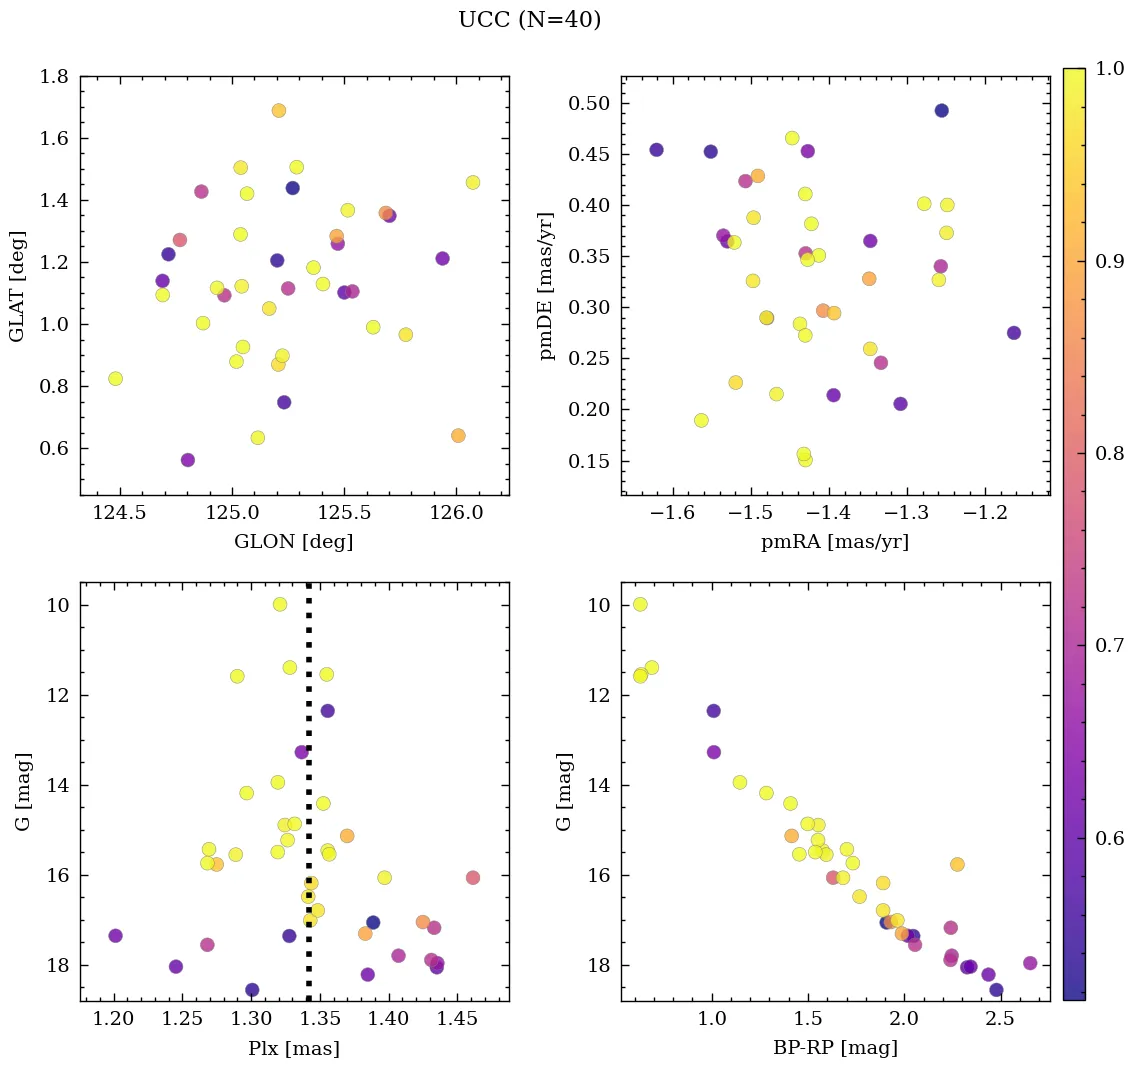 UCC (N=40)
1.8
1.6
1.4
1.2
1.0
0.8
0.6
GLAT [deg]
124.5 125.0 125.5 126.0
GLON [deg]
0.50
0.45
0.40
0.35
0.30
0.25
0.20
0.15
pmDE [mas/yr]
−1.6 −1.5 −1.4 −1.3 −1.2
pmRA [mas/yr]
10
12
14
16
18
G [mag]
1.20 1.25 1.30 1.35 1.40 1.45
Plx [mas]
10
12
14
16
18
G [mag]
1.0 1.5 2.0 2.5
BP-RP [mag]
1.0
0.9
0.8
0.7
0.6